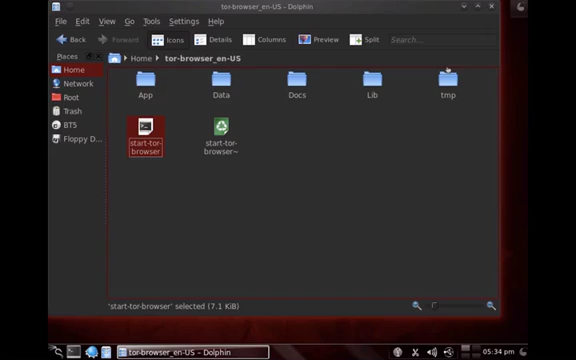 tor-browser_en-US - Dolphin
File Edit View Go Tools Settings Help
Back Forward Icons Details Columns Preview Split Search...
Places
Home tor-browser_en-US
Home
Network
Root
Trash
BT5
Floppy D...
App Data Docs Lib tmp
start-tor-
browser
start-tor-
browser~
'start-tor-browser' selected (7.1 KiB)
tor-browser_en-US - Dolphin
05:34 pm